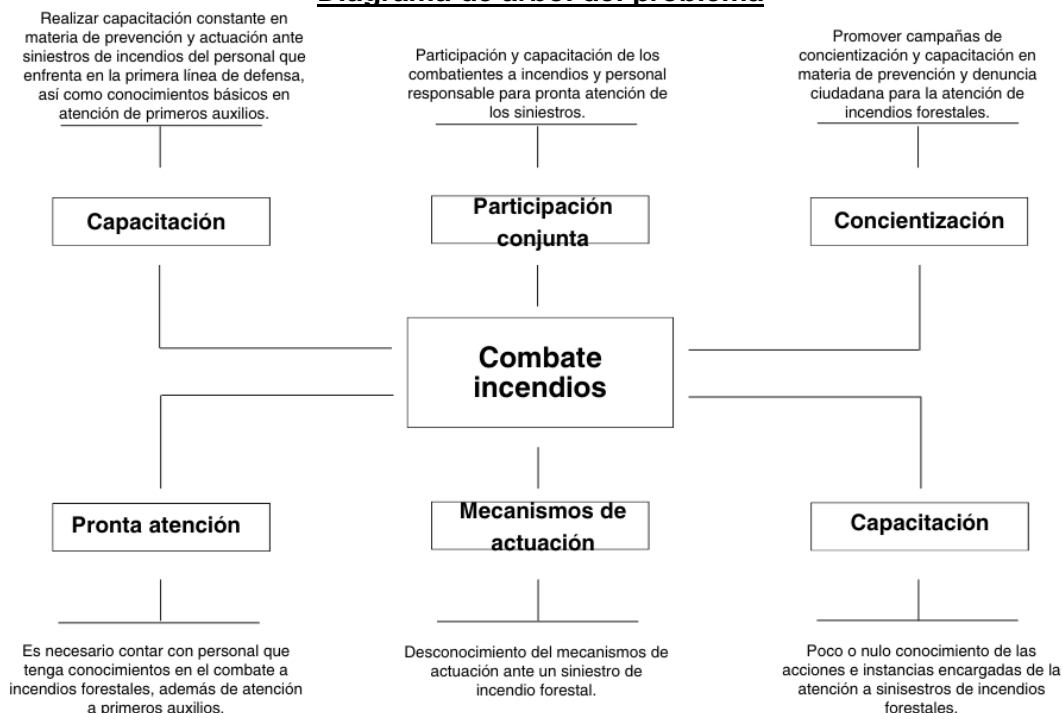 Diagrama de árbol del problema
Realizar capacitación constante en
materia de prevención y actuación ante
siniestros de incendios del personal que
enfrenta en la primera línea de defensa,
así como conocimientos básicos en
atención de primeros auxilios.
Participación y capacitación de los
combatientes a incendios y personal
responsable para pronta atención de
los siniestros.
Promover campañas de
concientización y capacitación en
materia de prevención y denuncia
ciudadana para la atención de
incendios forestales.
Capacitación
Participación
conjunta
Concientización
Combate
incendios
Pronta atención
Mecanismos de
actuación
Capacitación
Es necesario contar con personal que
tenga conocimientos en el combate a
incendios forestales, además de atención
a primeros auxilios.
Desconocimiento del mecanismos de
actuación ante un siniestro de
incendio forestal.
Poco o nulo conocimiento de las
acciones e instancias encargadas de la
atención a sinisestros de incendios
forestales.